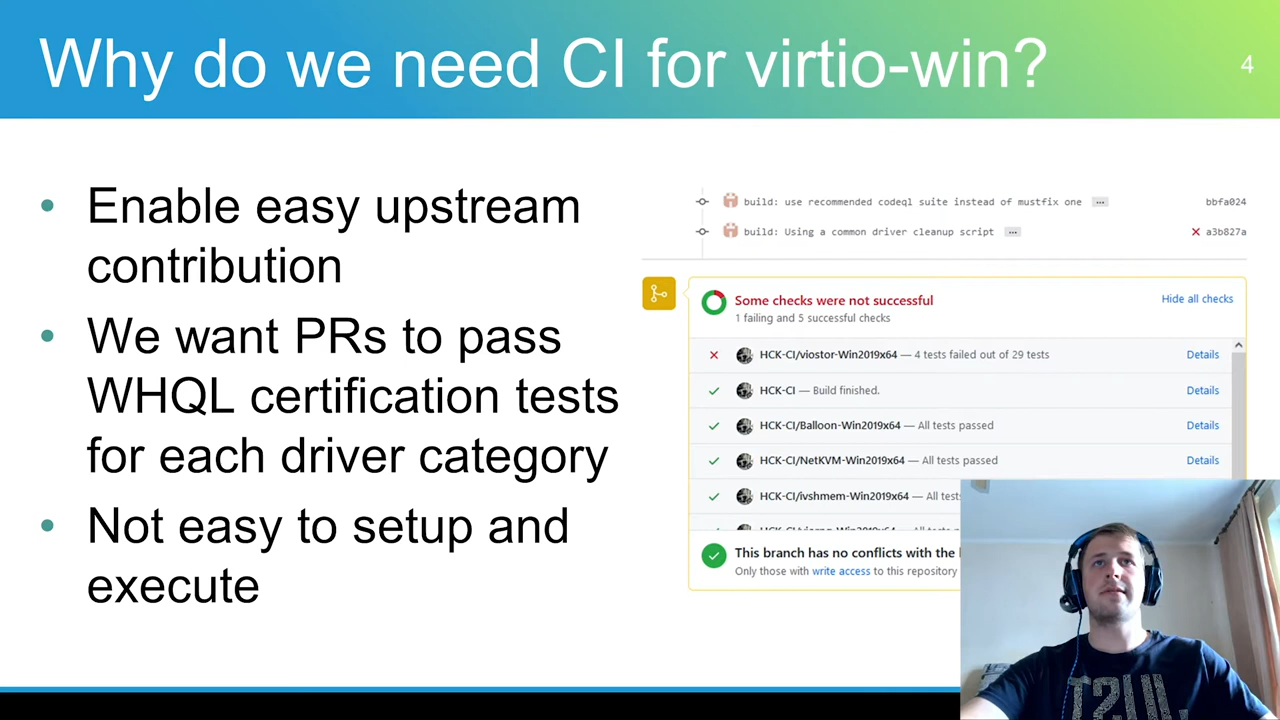 Why do we need CI for virtio-win?
4
• Enable easy upstream
contribution
• We want PRs to pass
WHQL certification tests
for each driver category
• Not easy to setup and
execute
build: use recommended codeql suite instead of mustfix one ... bbfa024
build: Using a common driver cleanup script ... a3b827a
Some checks were not successful Hide all checks
1 failing and 5 successful checks
HCK-CI/viostor-Win2019x64 — 4 tests failed out of 29 tests Details
HCK-CI — Build finished. Details
HCK-CI/Balloon-Win2019x64 — All tests passed Details
HCK-CI/NetKVM-Win2019x64 — All tests passed Details
HCK-CI/ivshmem-Win2019x64 — All
This branch has no conflicts with the
Only those with write access to this repository